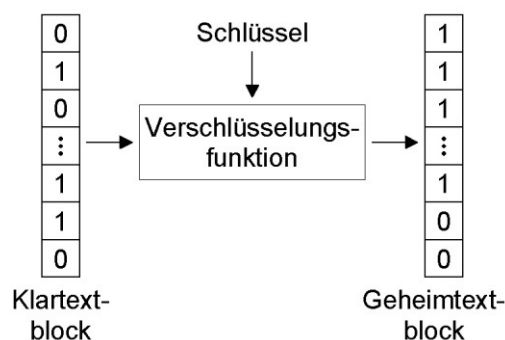 0
1
0
⋮
1
1
0
Klartext-
block
Schlüssel
Verschlüsselungs-
funktion
1
1
1
⋮
1
0
0
Geheimtext-
block